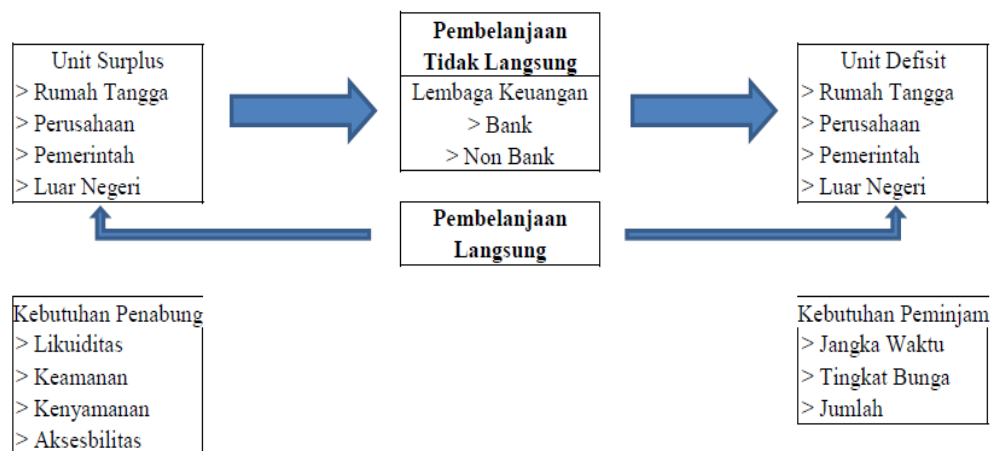 Unit Surplus
> Rumah Tangga
> Perusahaan
> Pemerintah
> Luar Negeri
Pembelanjaan
Tidak Langsung
Lembaga Keuangan
> Bank
> Non Bank
Unit Defisit
> Rumah Tangga
> Perusahaan
> Pemerintah
> Luar Negeri
Pembelanjaan
Langsung
Kebutuhan Penabung
> Likuiditas
> Keamanan
> Kenyamanan
> Aksesbilitas
Kebutuhan Peminjam
> Jangka Waktu
> Tingkat Bunga
> Jumlah